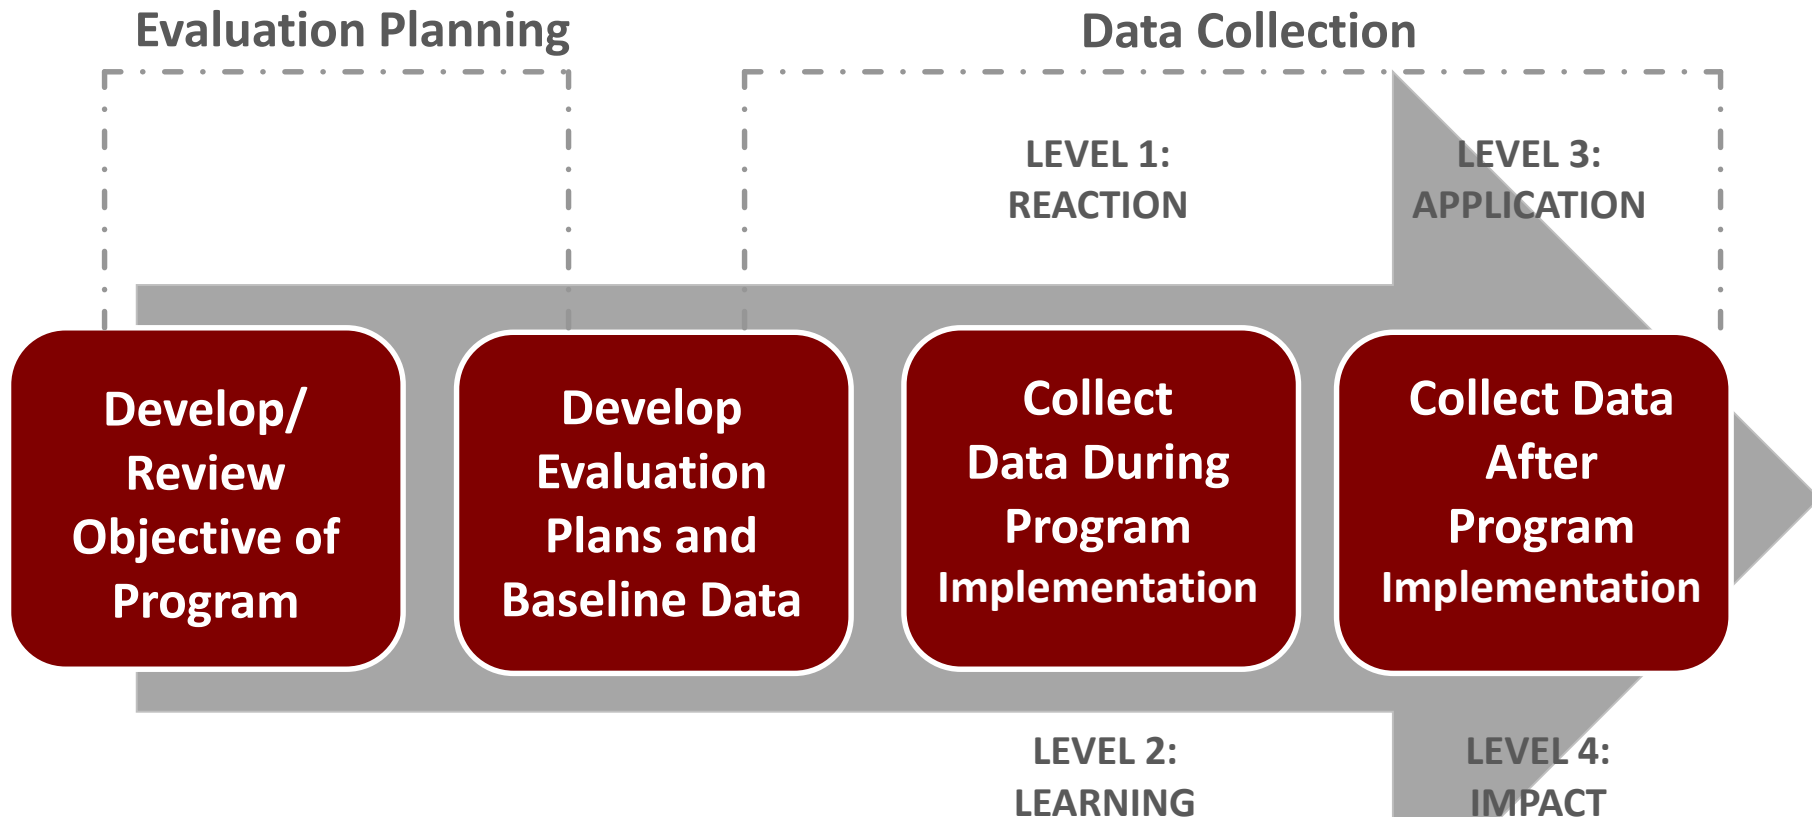 Evaluation Planning
Data Collection
LEVEL 1:
REACTION
LEVEL 3:
APPLICATION
Develop/
Review
Objective of
Program
Develop
Evaluation
Plans and
Baseline Data
Collect
Data During
Program
Implementation
Collect Data
After
Program
Implementation
LEVEL 2:
LEARNING
LEVEL 4:
IMPACT